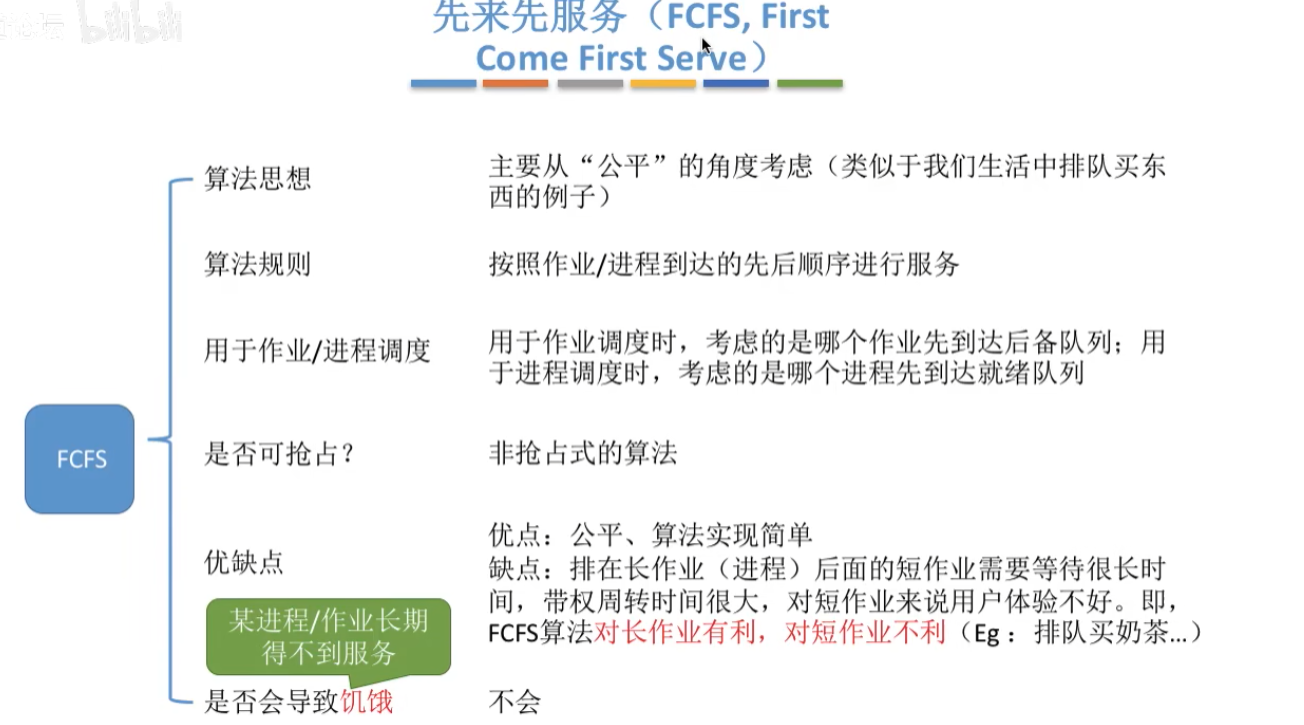 bilibili
先来先服务（FCFS, First
Come First Serve）
算法思想
主要从“公平”的角度考虑（类似于我们生活中排队买东
西的例子）
算法规则
按照作业/进程到达的先后顺序进行服务
用于作业/进程调度
用于作业调度时，考虑的是哪个作业先到达后备队列；用
于进程调度时，考虑的是哪个进程先到达就绪队列
FCFS
是否可抢占？
非抢占式的算法
优缺点
优点：公平、算法实现简单
缺点：排在长作业（进程）后面的短作业需要等待很长时
间，带权周转时间很大，对短作业来说用户体验不好。即，
FCFS算法对长作业有利，对短作业不利（Eg：排队买奶茶…）
某进程/作业长期
得不到服务
是否会导致饥饿
不会